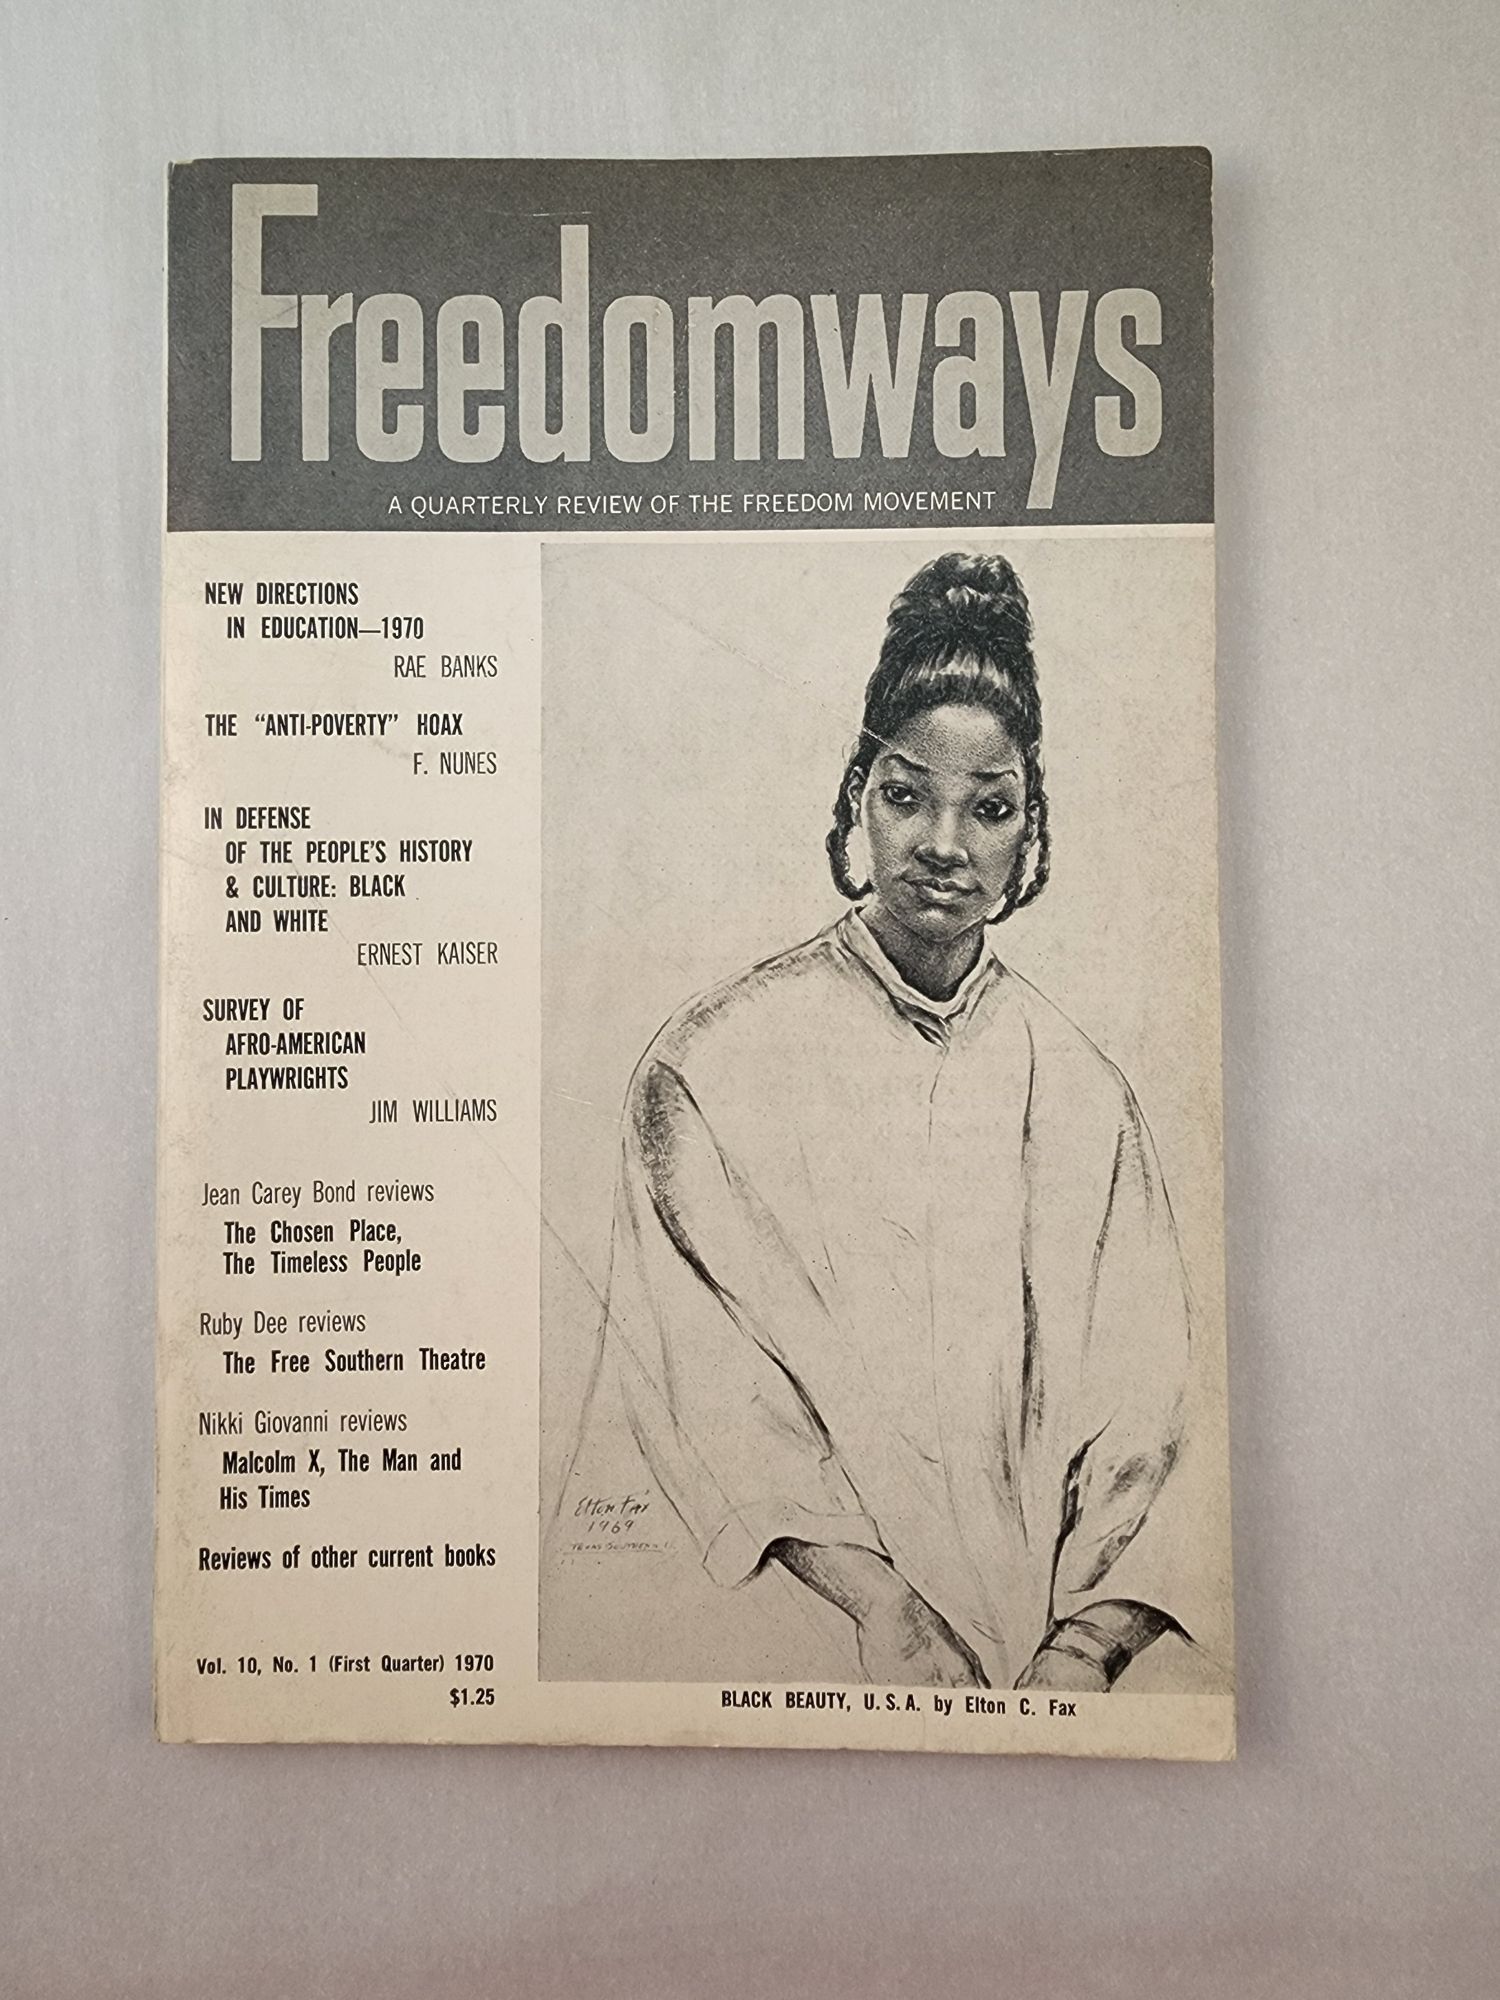 Freedomways
A QUARTERLY REVIEW OF THE FREEDOM MOVEMENT
NEW DIRECTIONS
IN EDUCATION—1970
RAE BANKS
THE “ANTI-POVERTY” HOAX
F. NUNES
IN DEFENSE
OF THE PEOPLE'S HISTORY
& CULTURE: BLACK
AND WHITE
ERNEST KAISER
SURVEY OF
AFRO-AMERICAN
PLAYWRIGHTS
JIM WILLIAMS
Jean Carey Bond reviews
The Chosen Place,
The Timeless People
Ruby Dee reviews
The Free Southern Theatre
Nikki Giovanni reviews
Malcolm X, The Man and
His Times
Reviews of other current books
Vol. 10, No. 1 (First Quarter) 1970
$1.25
Elton Fax
1969
BLACK BEAUTY, U.S.A. by Elton C. Fax